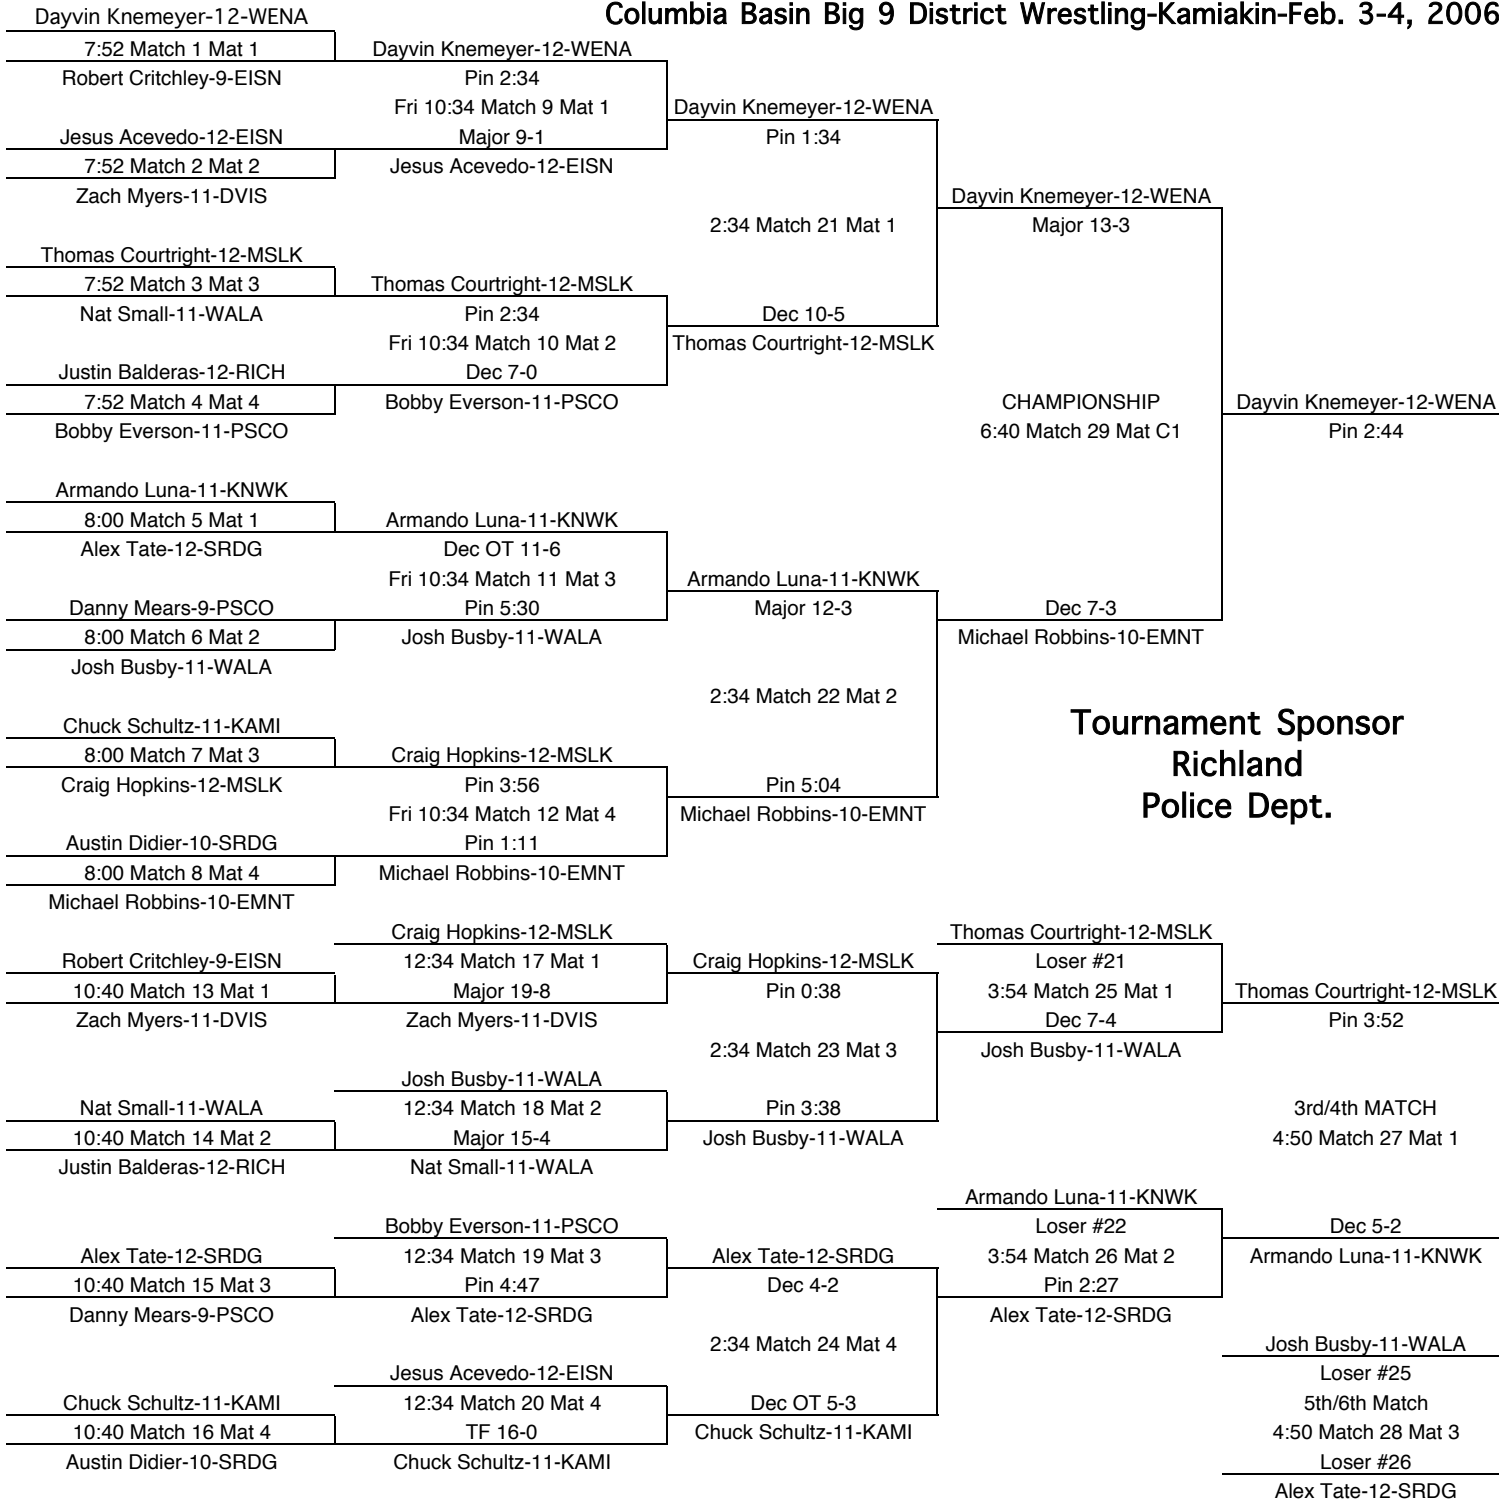 Columbia Basin Big 9 District Wrestling-Kamiakin-Feb. 3-4, 2006
Dayvin Knemeyer-12-WENA
7:52 Match 1 Mat 1
Robert Critchley-9-EISN
Jesus Acevedo-12-EISN
7:52 Match 2 Mat 2
Zach Myers-11-DVIS
Thomas Courtright-12-MSLK
7:52 Match 3 Mat 3
Nat Small-11-WALA
Justin Balderas-12-RICH
7:52 Match 4 Mat 4
Bobby Everson-11-PSCO
Armando Luna-11-KNWK
8:00 Match 5 Mat 1
Alex Tate-12-SRDG
Danny Mears-9-PSCO
8:00 Match 6 Mat 2
Josh Busby-11-WALA
Chuck Schultz-11-KAMI
8:00 Match 7 Mat 3
Craig Hopkins-12-MSLK
Austin Didier-10-SRDG
8:00 Match 8 Mat 4
Michael Robbins-10-EMNT
Dayvin Knemeyer-12-WENA
Pin 2:34
Fri 10:34 Match 9 Mat 1
Major 9-1
Jesus Acevedo-12-EISN
Thomas Courtright-12-MSLK
Pin 2:34
Fri 10:34 Match 10 Mat 2
Dec 7-0
Bobby Everson-11-PSCO
Armando Luna-11-KNWK
Dec OT 11-6
Fri 10:34 Match 11 Mat 3
Pin 5:30
Josh Busby-11-WALA
Craig Hopkins-12-MSLK
Pin 3:56
Fri 10:34 Match 12 Mat 4
Pin 1:11
Michael Robbins-10-EMNT
Dayvin Knemeyer-12-WENA
Pin 1:34
2:34 Match 21 Mat 1
Dec 10-5
Thomas Courtright-12-MSLK
Armando Luna-11-KNWK
Major 12-3
2:34 Match 22 Mat 2
Pin 5:04
Michael Robbins-10-EMNT
Dayvin Knemeyer-12-WENA
Major 13-3
CHAMPIONSHIP
6:40 Match 29 Mat C1
Dec 7-3
Michael Robbins-10-EMNT
Dayvin Knemeyer-12-WENA
Pin 2:44
Tournament Sponsor
Richland
Police Dept.
Robert Critchley-9-EISN
10:40 Match 13 Mat 1
Zach Myers-11-DVIS
Nat Small-11-WALA
10:40 Match 14 Mat 2
Justin Balderas-12-RICH
Alex Tate-12-SRDG
10:40 Match 15 Mat 3
Danny Mears-9-PSCO
Chuck Schultz-11-KAMI
10:40 Match 16 Mat 4
Austin Didier-10-SRDG
Craig Hopkins-12-MSLK
12:34 Match 17 Mat 1
Major 19-8
Zach Myers-11-DVIS
Josh Busby-11-WALA
12:34 Match 18 Mat 2
Major 15-4
Nat Small-11-WALA
Bobby Everson-11-PSCO
12:34 Match 19 Mat 3
Pin 4:47
Alex Tate-12-SRDG
Jesus Acevedo-12-EISN
12:34 Match 20 Mat 4
TF 16-0
Chuck Schultz-11-KAMI
Craig Hopkins-12-MSLK
Pin 0:38
2:34 Match 23 Mat 3
Pin 3:38
Josh Busby-11-WALA
Alex Tate-12-SRDG
Dec 4-2
2:34 Match 24 Mat 4
Dec OT 5-3
Chuck Schultz-11-KAMI
Thomas Courtright-12-MSLK
Loser #21
3:54 Match 25 Mat 1
Dec 7-4
Josh Busby-11-WALA
Armando Luna-11-KNWK
Loser #22
3:54 Match 26 Mat 2
Pin 2:27
Alex Tate-12-SRDG
Thomas Courtright-12-MSLK
Pin 3:52
3rd/4th MATCH
4:50 Match 27 Mat 1
Dec 5-2
Armando Luna-11-KNWK
Josh Busby-11-WALA
Loser #25
5th/6th Match
4:50 Match 28 Mat 3
Loser #26
Alex Tate-12-SRDG